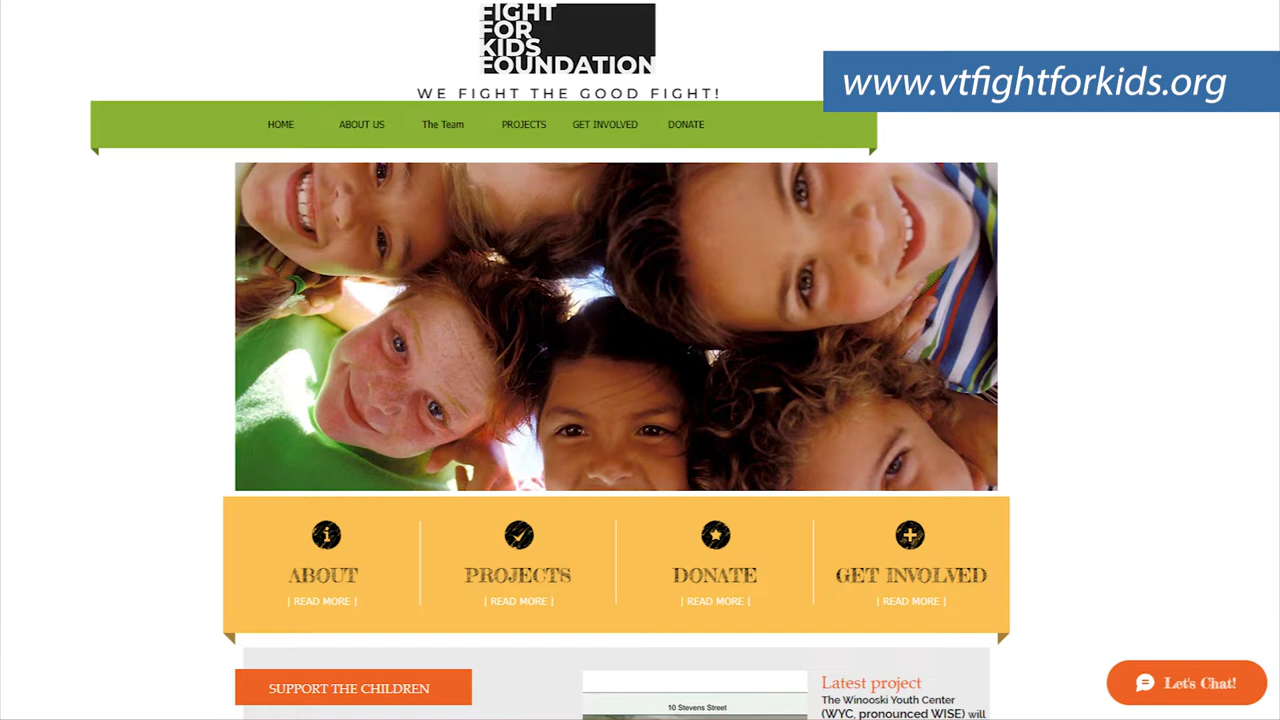 FIGHT
FOR
KIDS
FOUNDATION
WE FIGHT THE GOOD FIGHT!
www.vtfightforkids.org
HOME ABOUT US The Team PROJECTS GET INVOLVED DONATE
ABOUT PROJECTS DONATE GET INVOLVED
| READ MORE | | READ MORE | | READ MORE | | READ MORE |
SUPPORT THE CHILDREN
10 Stevens Street
Latest project
The Winooski Youth Center
(WYC, pronounced WISE) will
Let's Chat!